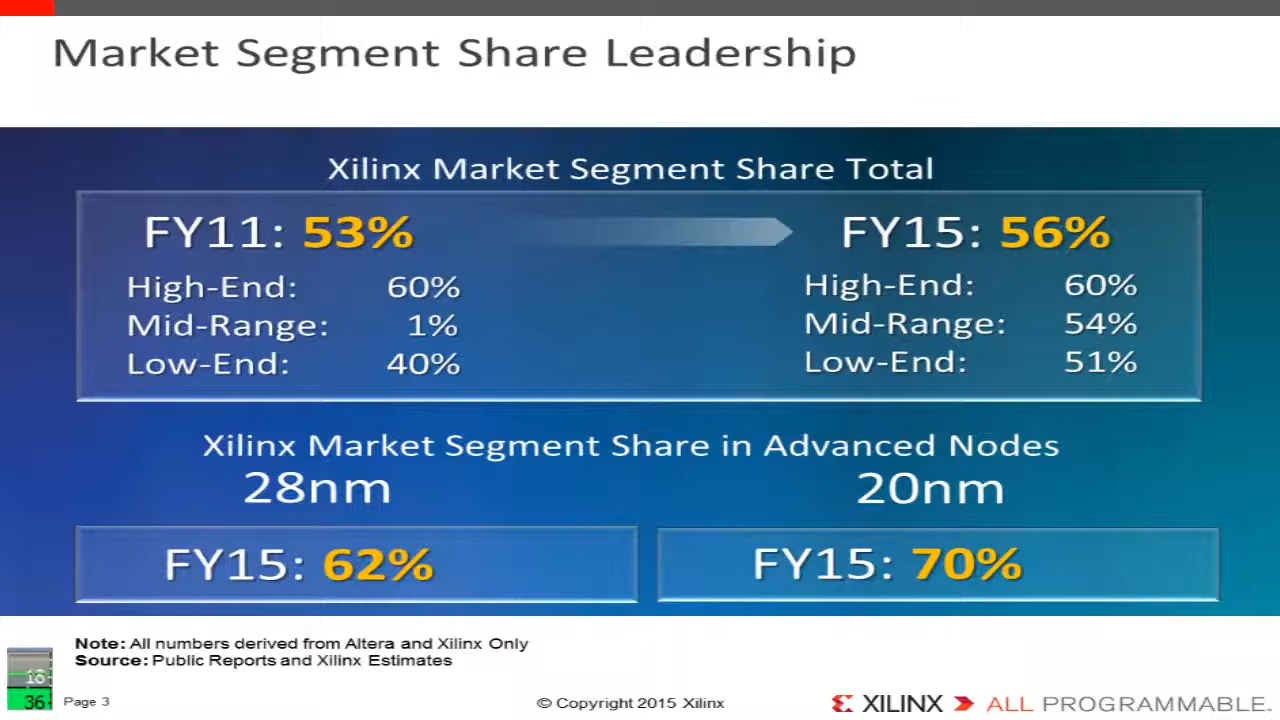 Market Segment Share Leadership
Xilinx Market Segment Share Total
FY11: 53%
High-End: 60%
Mid-Range: 1%
Low-End: 40%
FY15: 56%
High-End: 60%
Mid-Range: 54%
Low-End: 51%
Xilinx Market Segment Share in Advanced Nodes
28nm
FY15: 62%
20nm
FY15: 70%
Note: All numbers derived from Altera and Xilinx Only
Source: Public Reports and Xilinx Estimates
36
Page 3
© Copyright 2015 Xilinx
XILINX ALL PROGRAMMABLE.